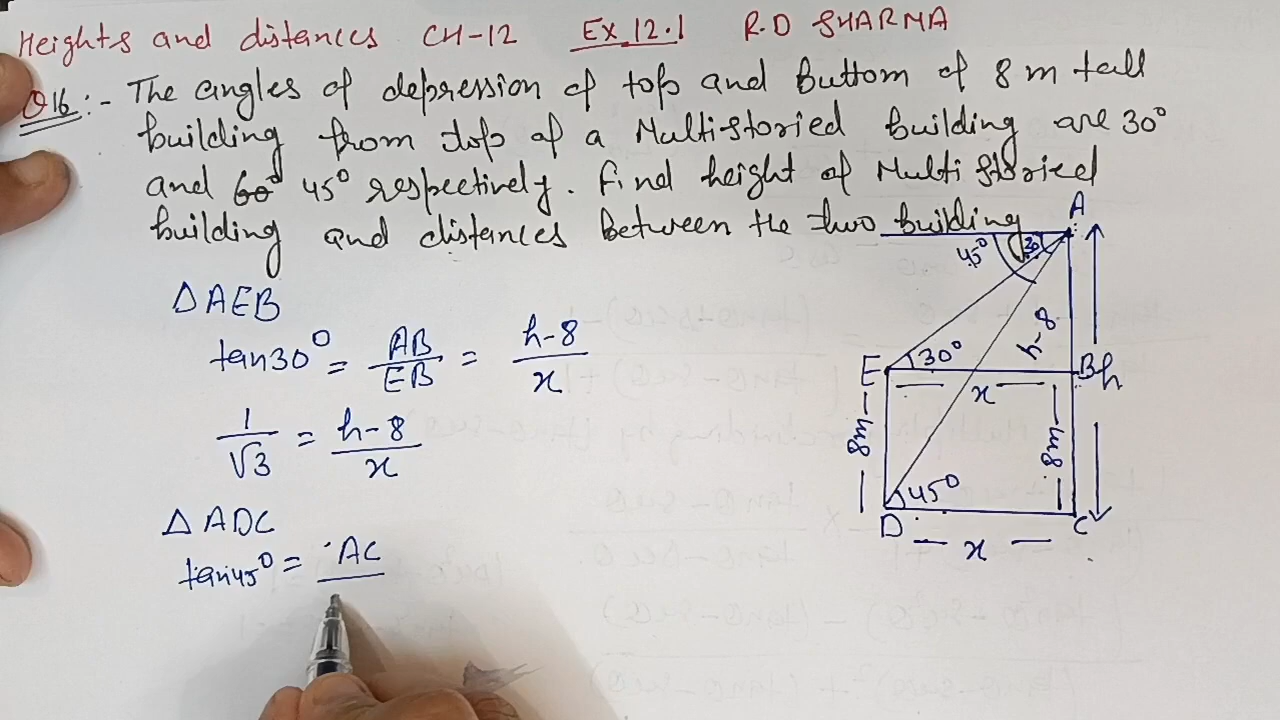 Heights and distances CH-12 Ex 12.1 R.D SHARMA
Q16:- The angles of depression of top and Buttom of 8 m tall
building from top of a Multistoried building are 30°
and 60° 45° respectively. Find height of Multi storied
building and distances between the two building
A
45° 30°
ΔAEB
tan30° = AB/EB = h-8/x
h-8
E 30° B h
x
1/√3 = h-8/x
8m 8m
45°
ΔADC
D C
x
tan45° = AC